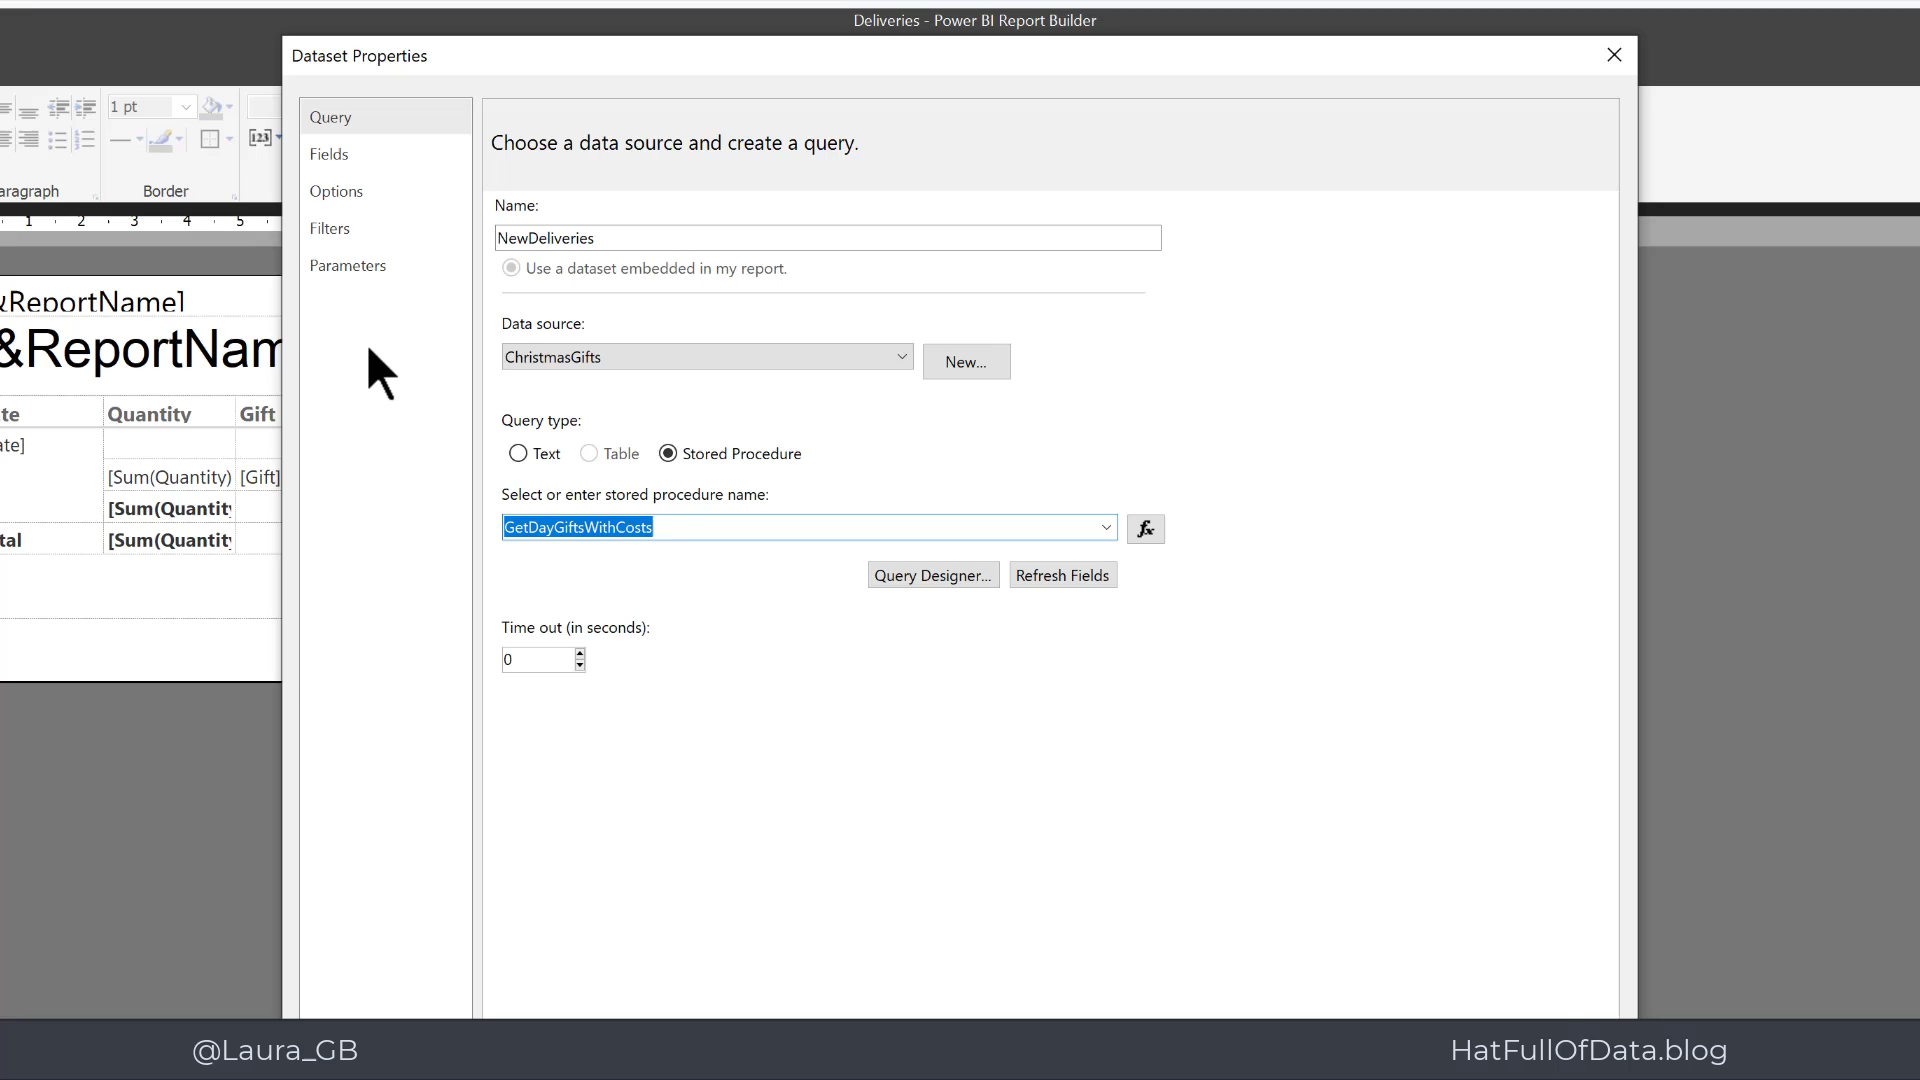 Deliveries - Power BI Report Builder
Dataset Properties
1 pt
123
aragraph
Border
1 2 3 4 5
&ReportName]
&ReportNam
te Quantity Gift
ate]
[Sum(Quantity) [Gift]
[Sum(Quantity
tal [Sum(Quantity
Query
Fields
Options
Filters
Parameters
Choose a data source and create a query.
Name:
NewDeliveries
Use a dataset embedded in my report.
Data source:
ChristmasGifts
New...
Query type:
Text Table Stored Procedure
Select or enter stored procedure name:
GetDayGiftsWithCosts
fx
Query Designer... Refresh Fields
Time out (in seconds):
0
@Laura_GB
HatFullOfData.blog